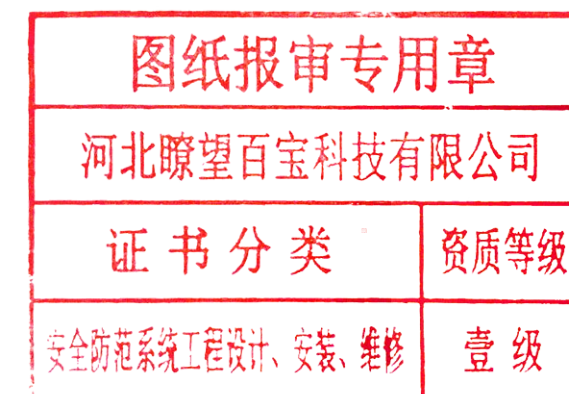 图纸报审专用章
河北瞭望百宝科技有限公司
证书分类 资质等级
安全防范系统工程设计、安装、维修 壹级